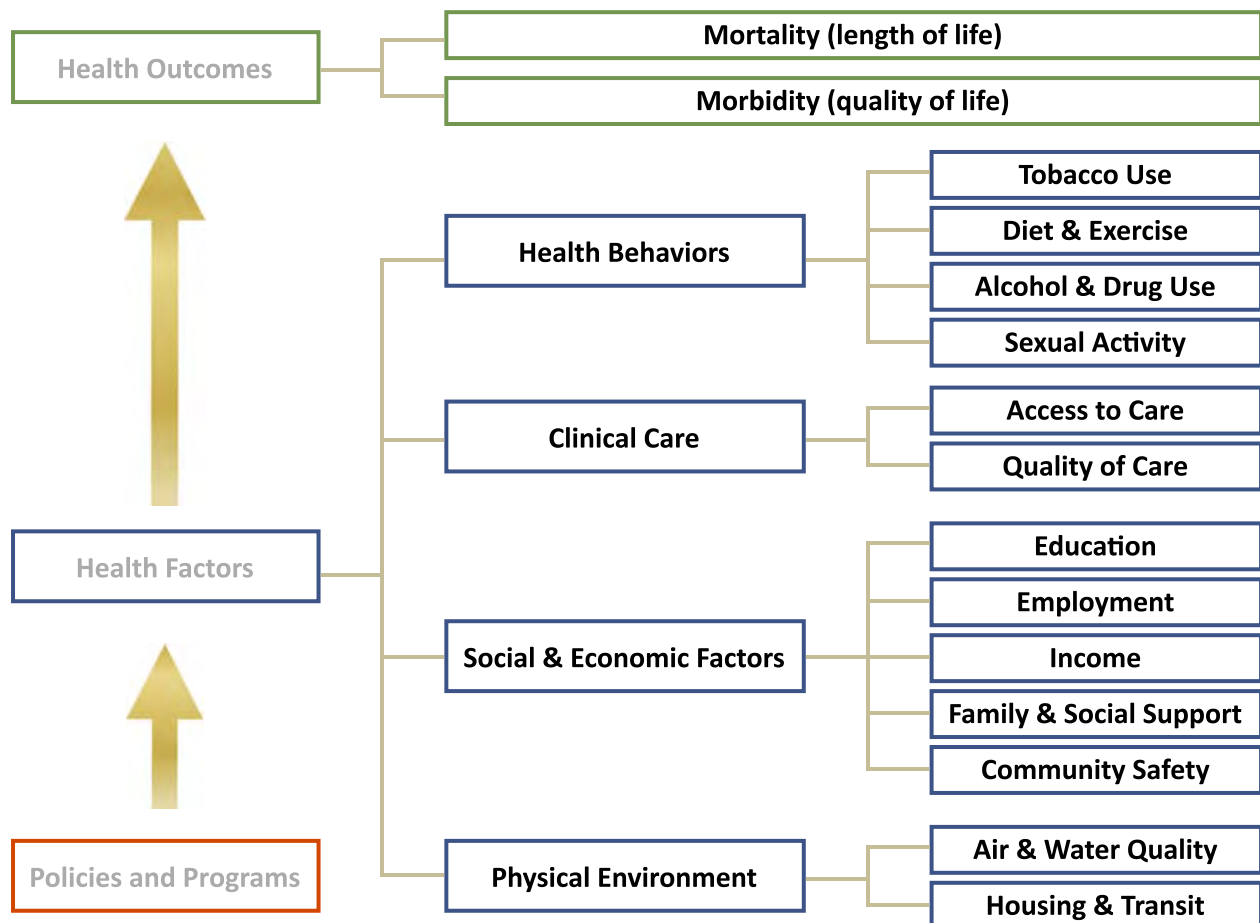 Health Outcomes
Mortality (length of life)
Morbidity (quality of life)
Health Factors
Health Behaviors
Tobacco Use
Diet & Exercise
Alcohol & Drug Use
Sexual Activity
Clinical Care
Access to Care
Quality of Care
Social & Economic Factors
Education
Employment
Income
Family & Social Support
Community Safety
Physical Environment
Air & Water Quality
Housing & Transit
Policies and Programs